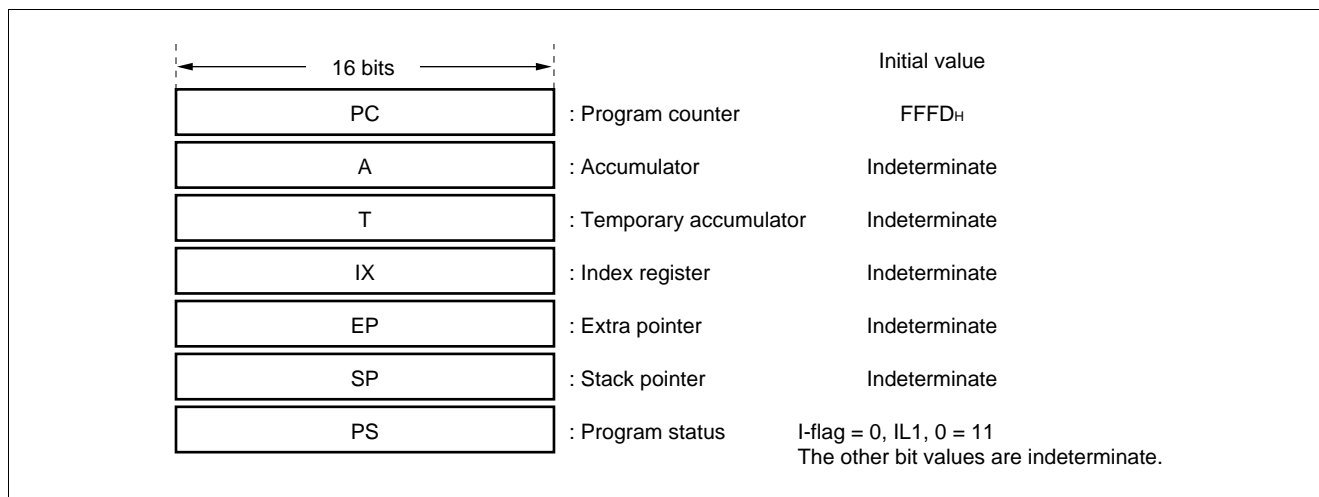 16 bits
Initial value
PC : Program counter FFFDH
A : Accumulator Indeterminate
T : Temporary accumulator Indeterminate
IX : Index register Indeterminate
EP : Extra pointer Indeterminate
SP : Stack pointer Indeterminate
PS : Program status I-flag = 0, IL1, 0 = 11
The other bit values are indeterminate.